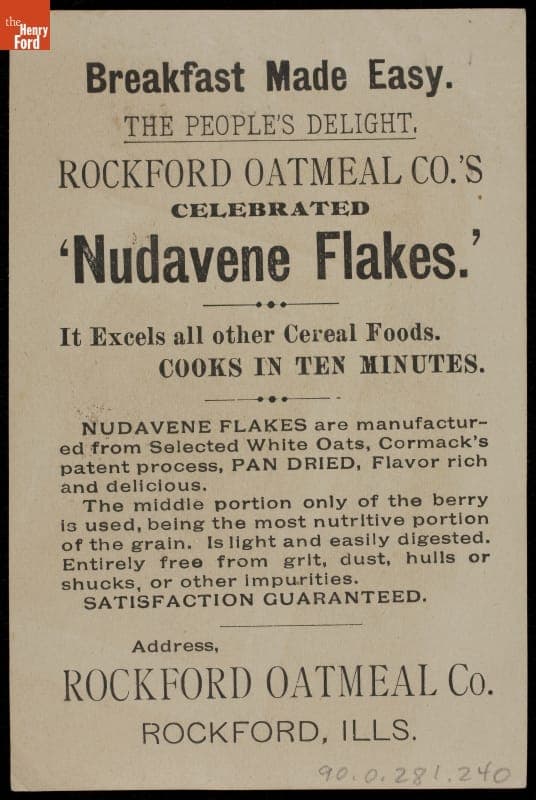 the
Henry
Ford
Breakfast Made Easy.
THE PEOPLE'S DELIGHT.
ROCKFORD OATMEAL CO.'S
CELEBRATED
'Nudavene Flakes.'
It Excels all other Cereal Foods.
COOKS IN TEN MINUTES.
NUDAVENE FLAKES are manufactur-
ed from Selected White Oats, Cormack's
patent process, PAN DRIED, Flavor rich
and delicious.
The middle portion only of the berry
is used, being the most nutritive portion
of the grain. Is light and easily digested.
Entirely free from grit, dust, hulls or
shucks, or other impurities.
SATISFACTION GUARANTEED.
Address,
ROCKFORD OATMEAL Co.
ROCKFORD, ILLS.
90.0.281.240